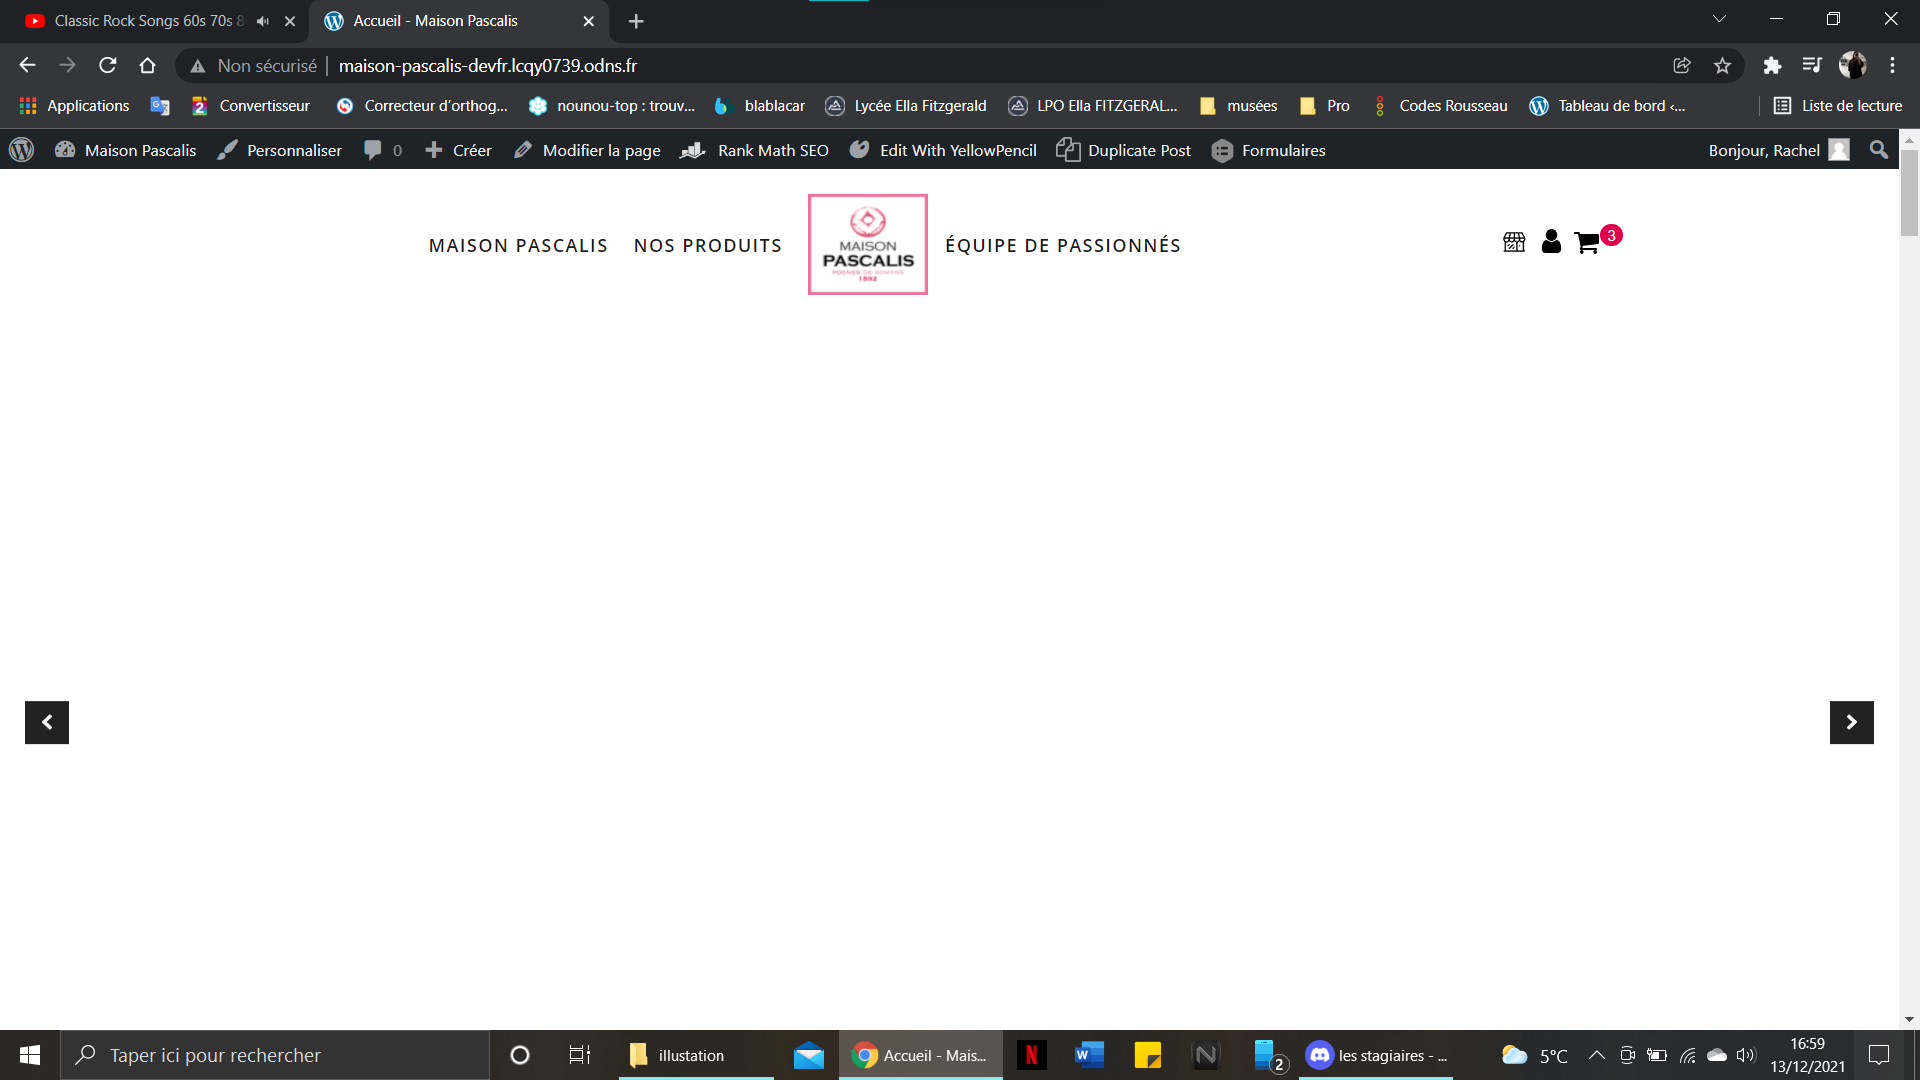 Classic Rock Songs 60s 70s 8
Accueil - Maison Pascalis
Non sécurisé
maison-pascalis-devfr.lcqy0739.odns.fr
Applications
Convertisseur
Correcteur d'orthog...
nounou-top : trouv...
blablacar
Lycée Ella Fitzgerald
LPO Ella FITZGERAL...
musées
Pro
Codes Rousseau
Tableau de bord ‹...
Liste de lecture
Maison Pascalis
Personnaliser
0
Créer
Modifier la page
Rank Math SEO
Edit With YellowPencil
Duplicate Post
Formulaires
Bonjour, Rachel
MAISON PASCALIS
NOS PRODUITS
MAISON
PASCALIS
POGNES DE ROMANS
1892
ÉQUIPE DE PASSIONNÉS
3
Taper ici pour rechercher
illustation
Accueil - Mais...
2
les stagiaires - ...
5°C
16:59
13/12/2021